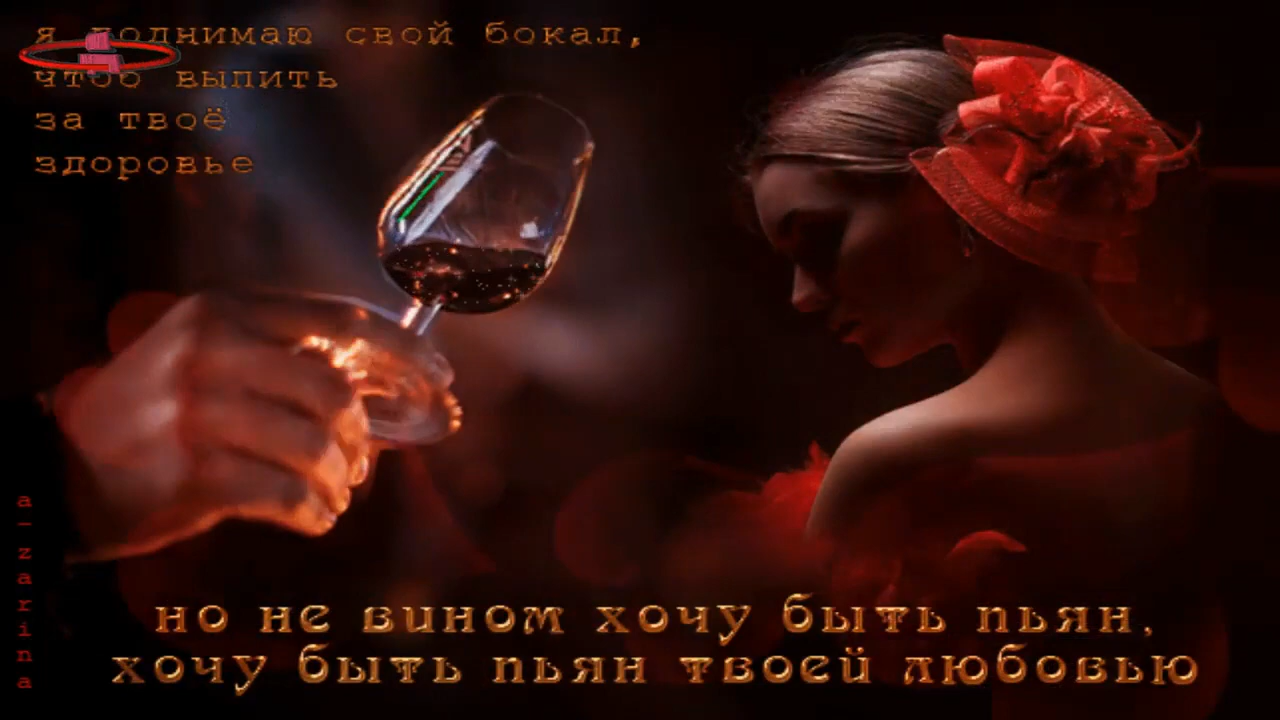 я поднимаю свой бокал,
чтоб выпить
за твоё
здоровье
но не вином хочу быть пьян,
хочу быть пьян твоей любовью
a-zarina